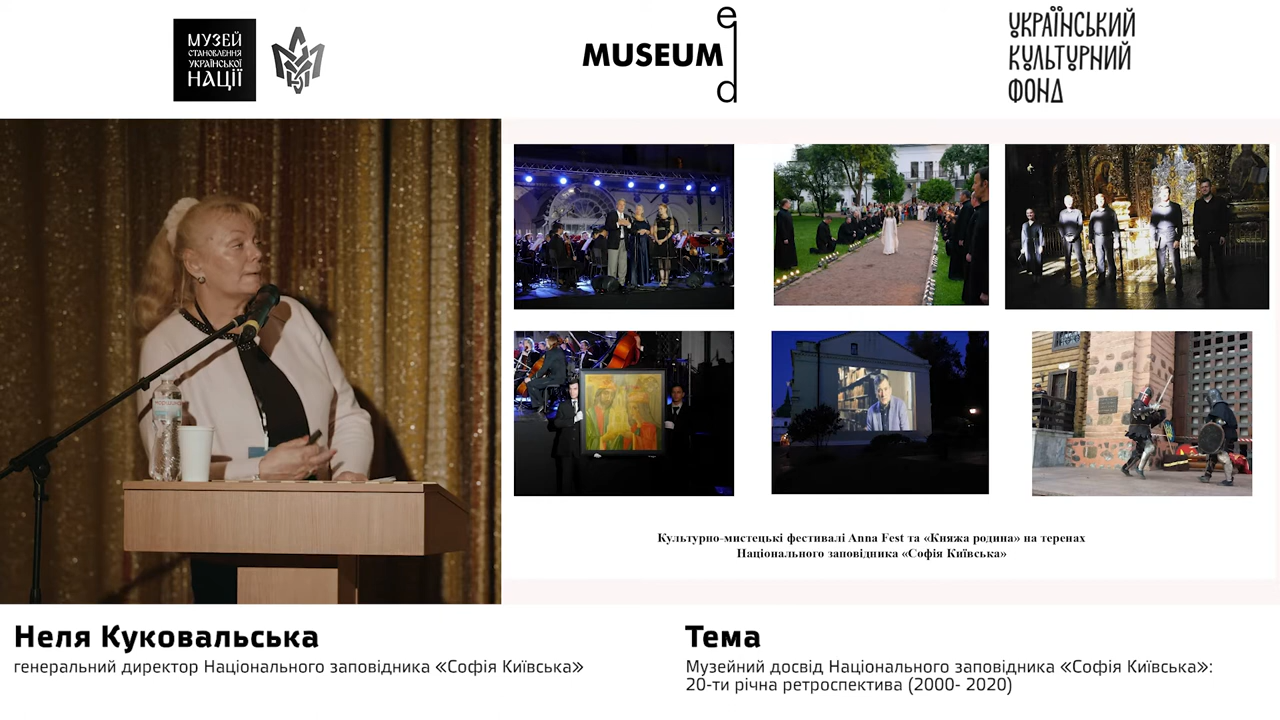 МУЗЕЙ
СТАНОВЛЕННЯ
УКРАЇНСЬКОЇ
НАЦІЇ
MUSEUM
ed
УКРАЇНСЬКИЙ
КУЛЬТУРНИЙ
ФОНД
Культурно-мистецькі фестивалі Anna Fest та «Княжа родина» на теренах
Національного заповідника «Софія Київська»
Неля Куковальська
генеральний директор Національного заповідника «Софія Київська»
Тема
Музейний досвід Національного заповідника «Софія Київська»:
20-ти річна ретроспектива (2000- 2020)